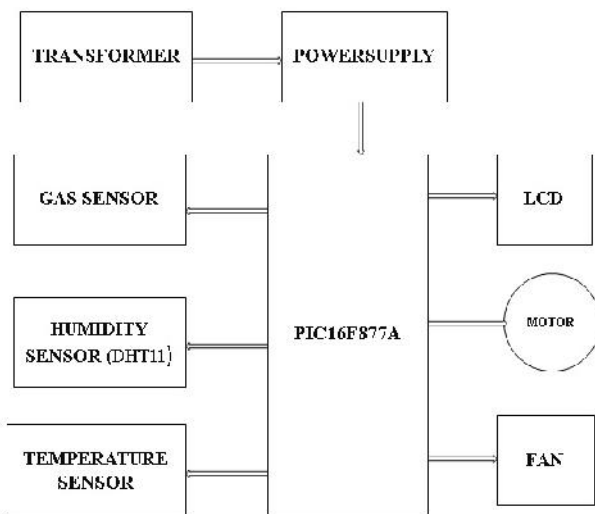 TRANSFORMER
POWERSUPPLY
GAS SENSOR
LCD
HUMIDITY
SENSOR (DHT11)
PIC16F877A
MOTOR
TEMPERATURE
SENSOR
FAN